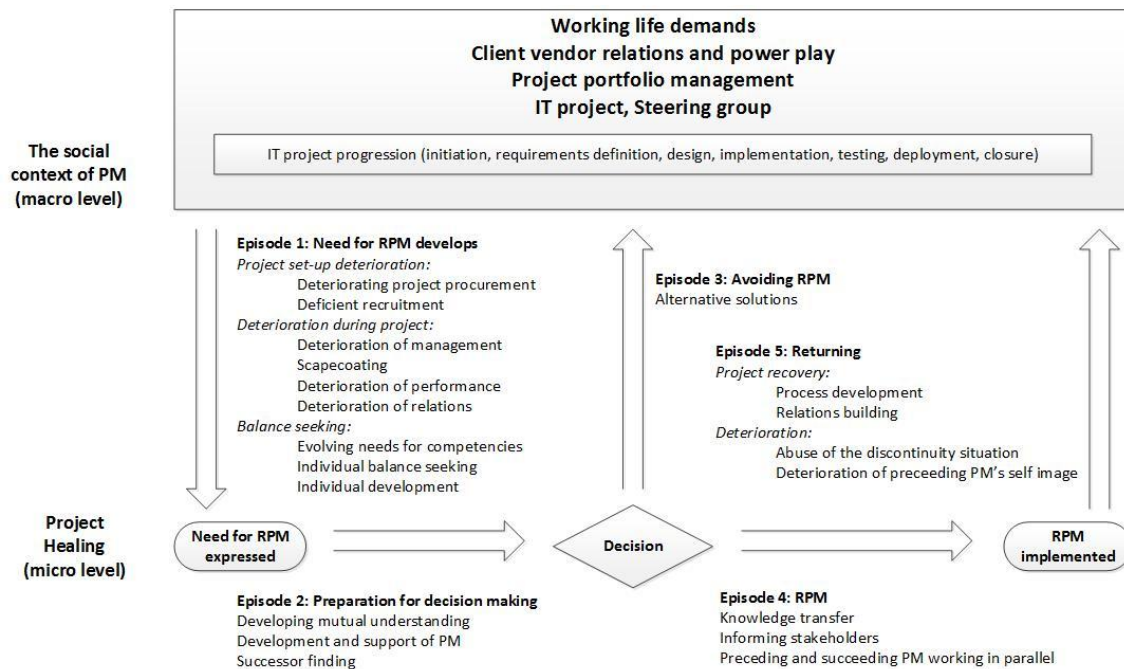 Working life demands
Client vendor relations and power play
Project portfolio management
IT project, Steering group
IT project progression (initiation, requirements definition, design, implementation, testing, deployment, closure)
The social
context of PM
(macro level)
Episode 1: Need for RPM develops
Project set-up deterioration:
Deteriorating project procurement
Deficient recruitment
Deterioration during project:
Deterioration of management
Scapecoating
Deterioration of performance
Deterioration of relations
Balance seeking:
Evolving needs for competencies
Individual balance seeking
Individual development
Episode 3: Avoiding RPM
Alternative solutions
Episode 5: Returning
Project recovery:
Process development
Relations building
Deterioration:
Abuse of the discontinuity situation
Deterioration of preceeding PM's self image
Project
Healing
(micro level)
Need for RPM
expressed
Decision
RPM
implemented
Episode 2: Preparation for decision making
Developing mutual understanding
Development and support of PM
Successor finding
Episode 4: RPM
Knowledge transfer
Informing stakeholders
Preceding and succeeding PM working in parallel